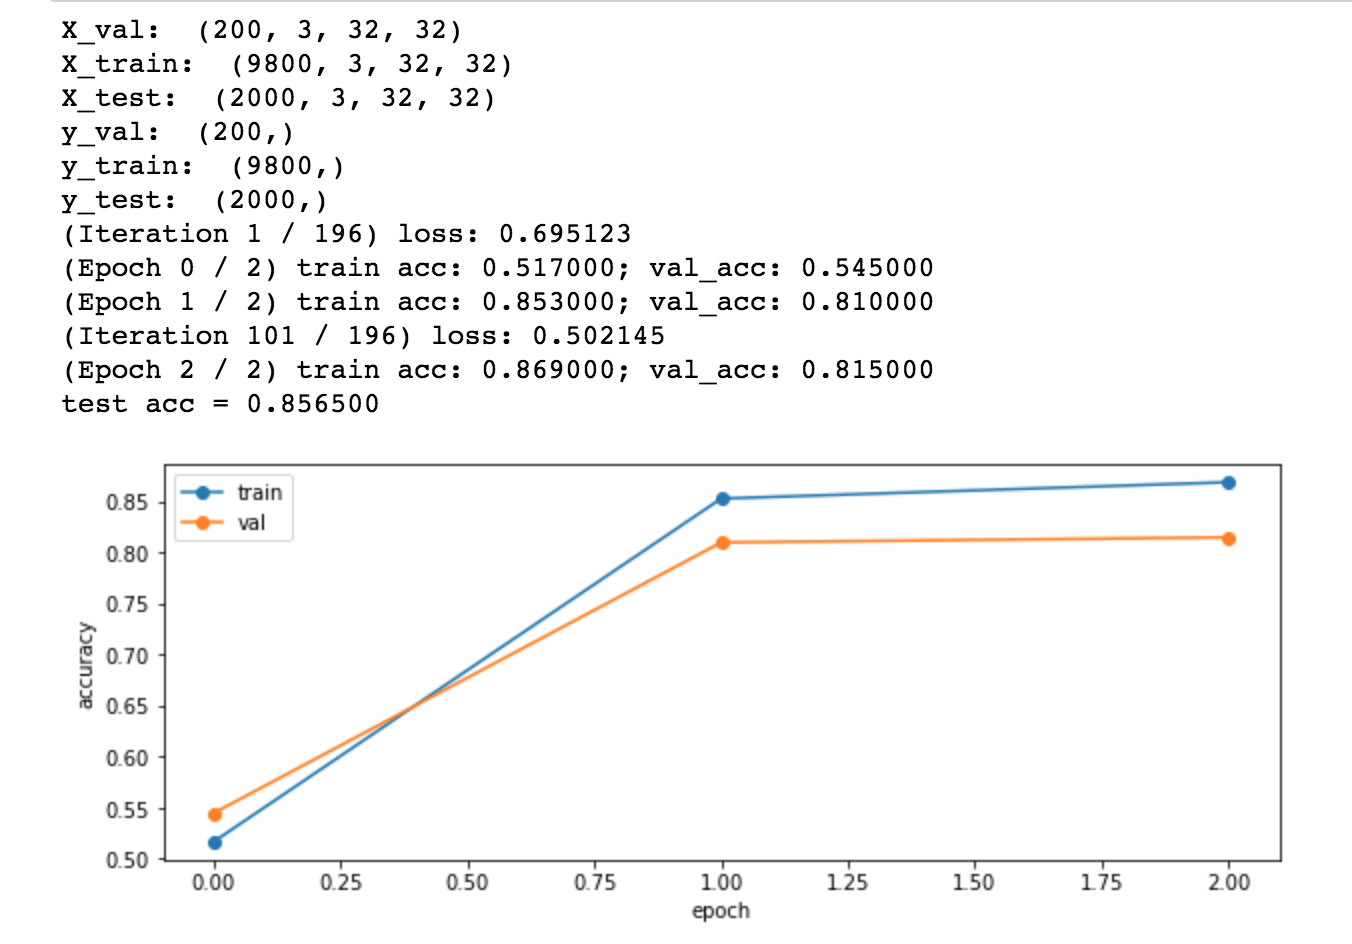 X_val:  (200, 3, 32, 32)
X_train:  (9800, 3, 32, 32)
X_test:  (2000, 3, 32, 32)
y_val:  (200,)
y_train:  (9800,)
y_test:  (2000,)
(Iteration 1 / 196) loss: 0.695123
(Epoch 0 / 2) train acc: 0.517000; val_acc: 0.545000
(Epoch 1 / 2) train acc: 0.853000; val_acc: 0.810000
(Iteration 101 / 196) loss: 0.502145
(Epoch 2 / 2) train acc: 0.869000; val_acc: 0.815000
test acc = 0.856500
train
val
0.85
0.80
0.75
0.70
0.65
0.60
0.55
0.50
accuracy
0.00 0.25 0.50 0.75 1.00 1.25 1.50 1.75 2.00
epoch